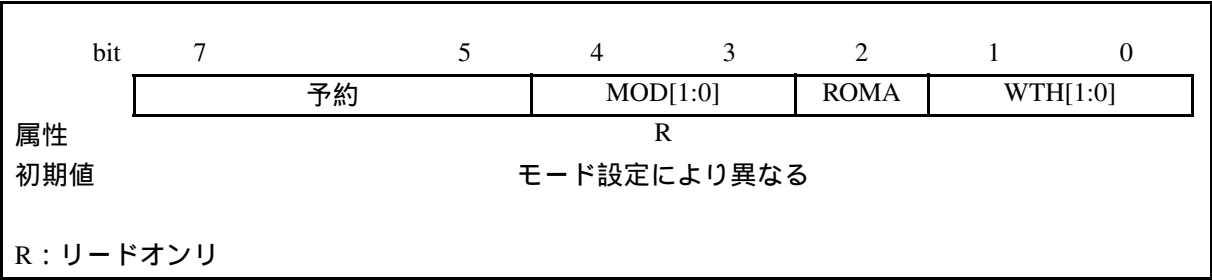 bit 7 5 4 3 2 1 0
予約 MOD[1:0] ROMA WTH[1:0]
属性 R
初期値 モード設定により異なる
R：リードオンリ